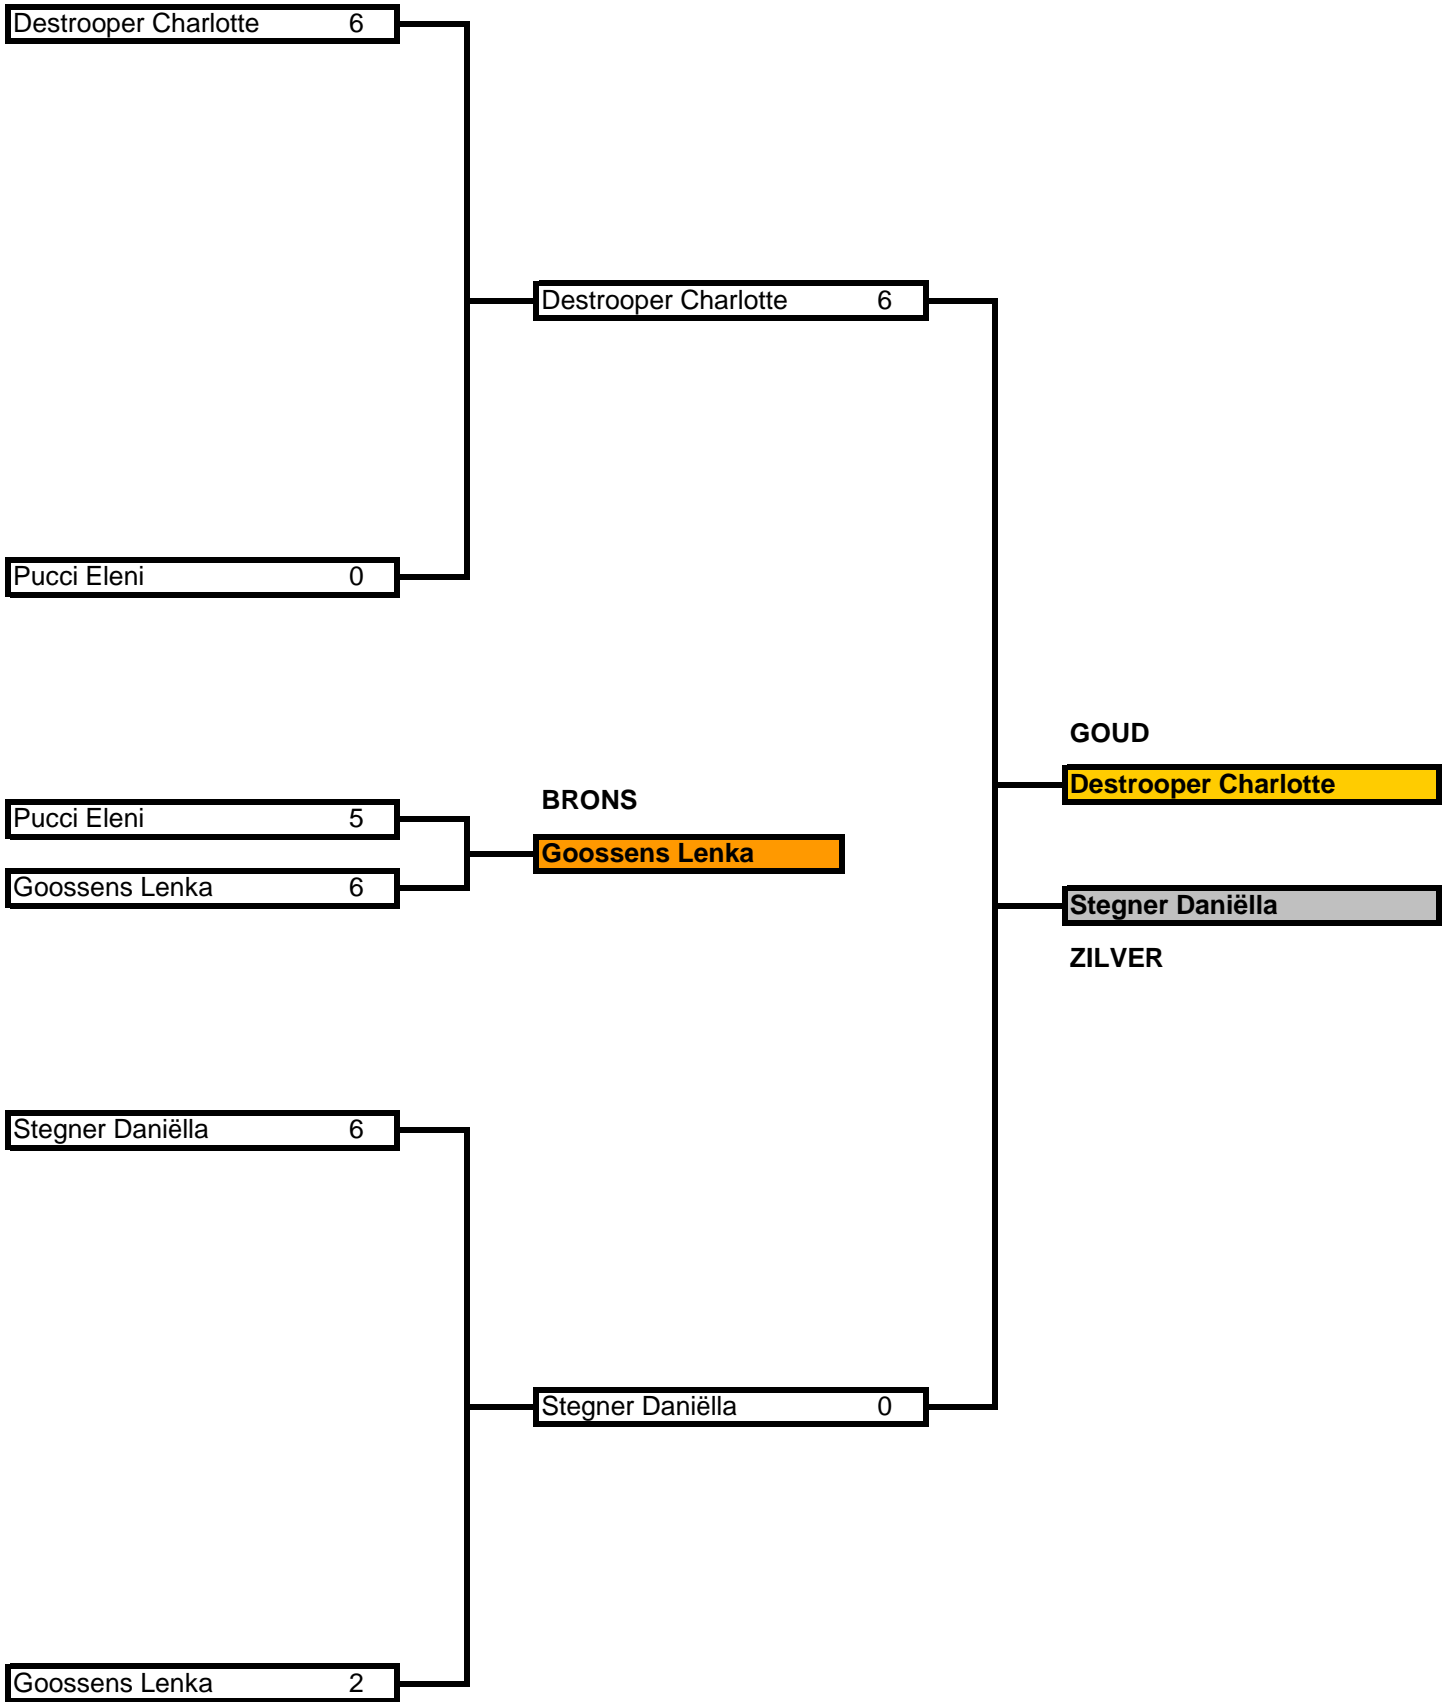 Destrooper Charlotte 6
Destrooper Charlotte 6
Pucci Eleni 0
GOUD
Destrooper Charlotte
BRONS
Pucci Eleni 5
Goossens Lenka
Goossens Lenka 6
Stegner Daniëlla
ZILVER
Stegner Daniëlla 6
Stegner Daniëlla 0
Goossens Lenka 2